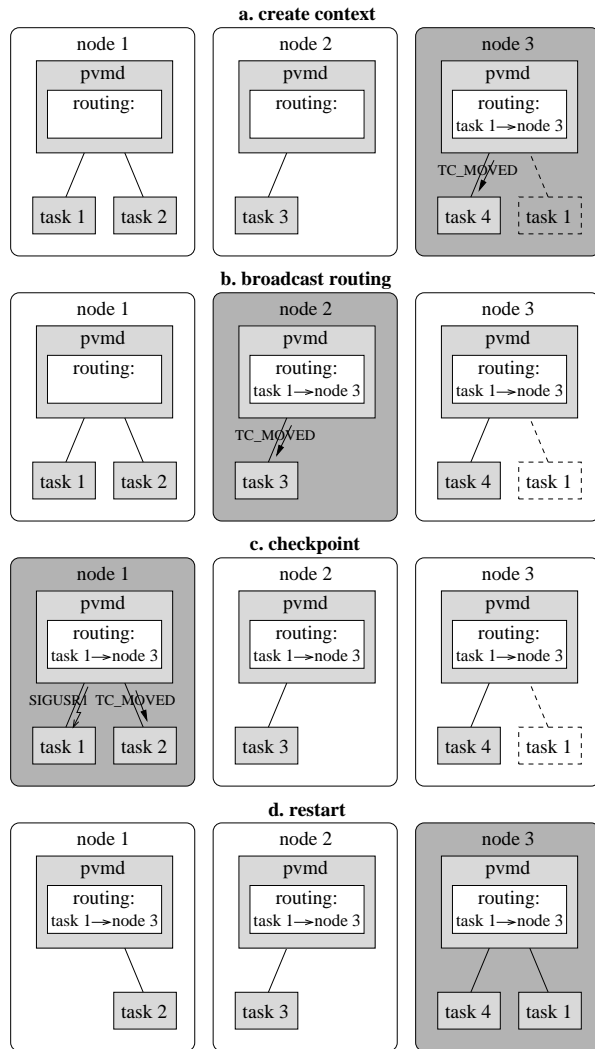 a. create context
node 1
pvmd
routing:
task 1
task 2
node 2
pvmd
routing:
task 3
node 3
pvmd
routing:
task 1→node 3
TC_MOVED
task 4
task 1
b. broadcast routing
node 1
pvmd
routing:
task 1
task 2
node 2
pvmd
routing:
task 1→node 3
TC_MOVED
task 3
node 3
pvmd
routing:
task 1→node 3
task 4
task 1
c. checkpoint
node 1
pvmd
routing:
task 1→node 3
SIGUSR1
TC_MOVED
task 1
task 2
node 2
pvmd
routing:
task 1→node 3
task 3
node 3
pvmd
routing:
task 1→node 3
task 4
task 1
d. restart
node 1
pvmd
routing:
task 1→node 3
task 2
node 2
pvmd
routing:
task 1→node 3
task 3
node 3
pvmd
routing:
task 1→node 3
task 4
task 1